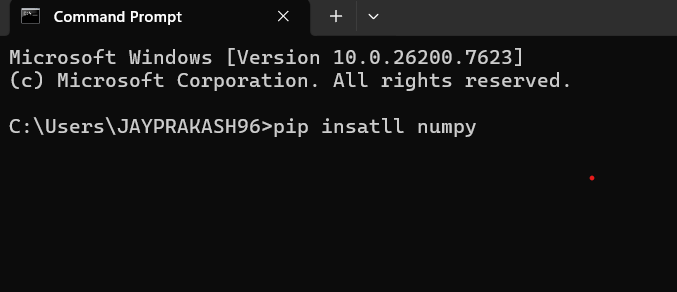 Command Prompt
Microsoft Windows [Version 10.0.26200.7623]
(c) Microsoft Corporation. All rights reserved.
C:\Users\JAYPRAKASH96>pip insatll numpy